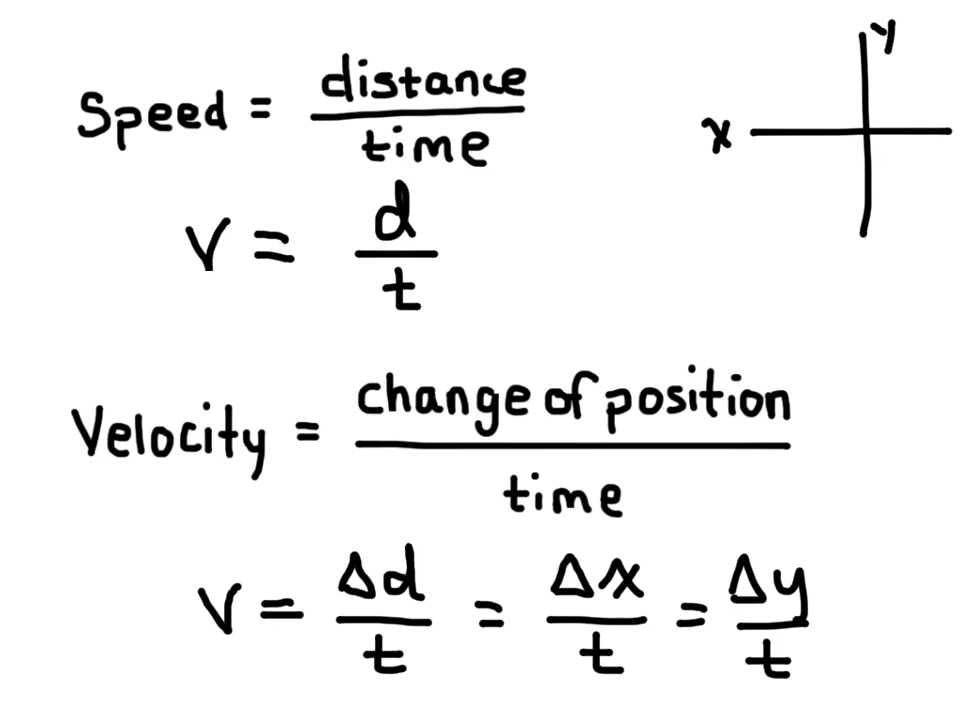 Speed = distance / time
y
x
v = d / t
Velocity = change of position / time
v = Δd / t = Δx / t = Δy / t